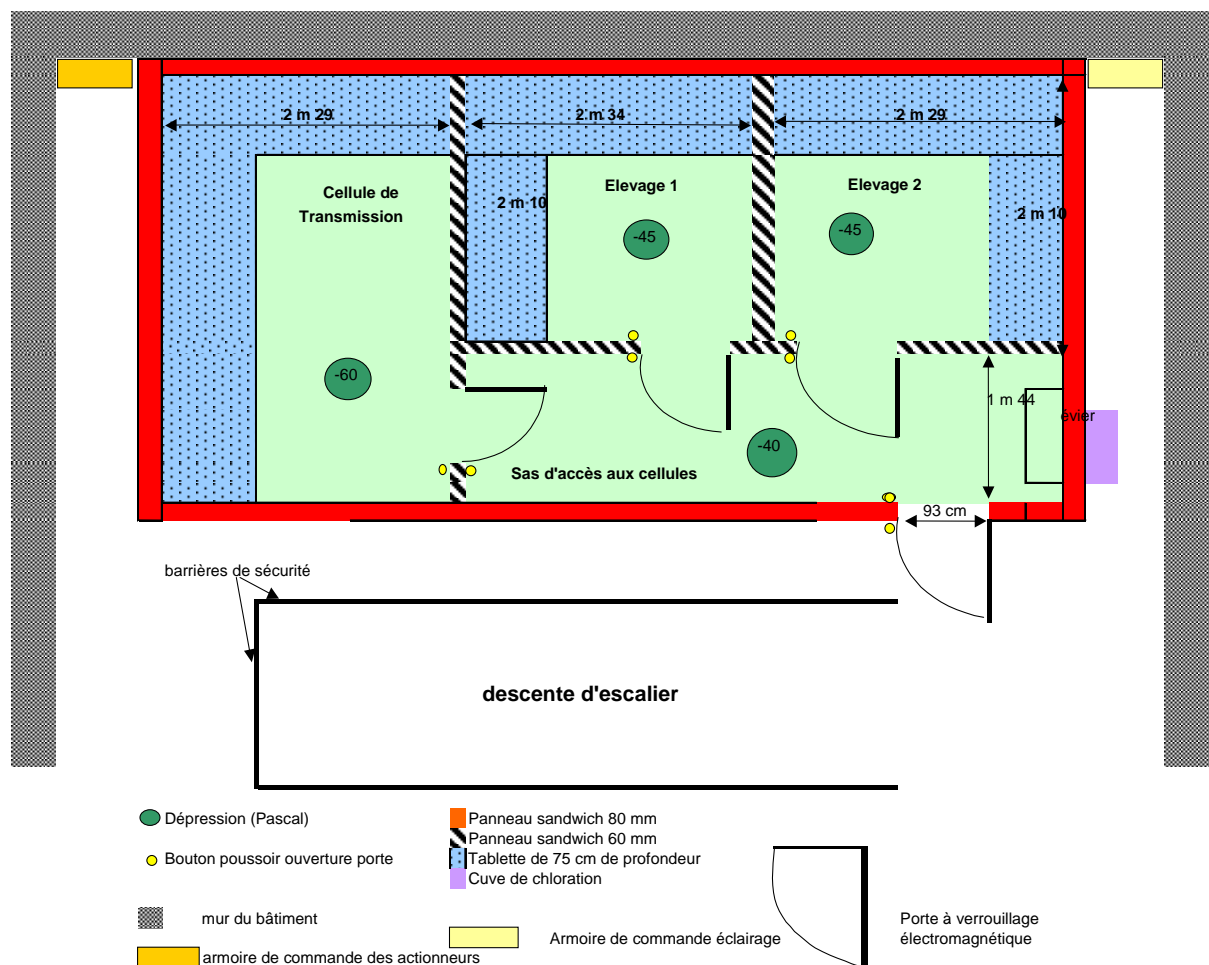 2 m 29
2 m 34
2 m 29
Cellule de
Transmission
Elevage 1
Elevage 2
2 m 10
2 m 10
-45
-45
-60
-40
1 m 44
évier
Sas d'accès aux cellules
93 cm
barrières de sécurité
descente d'escalier
Dépression (Pascal)
Bouton poussoir ouverture porte
Panneau sandwich 80 mm
Panneau sandwich 60 mm
Tablette de 75 cm de profondeur
Cuve de chloration
mur du bâtiment
armoire de commande des actionneurs
Armoire de commande éclairage
Porte à verrouillage
électromagnétique